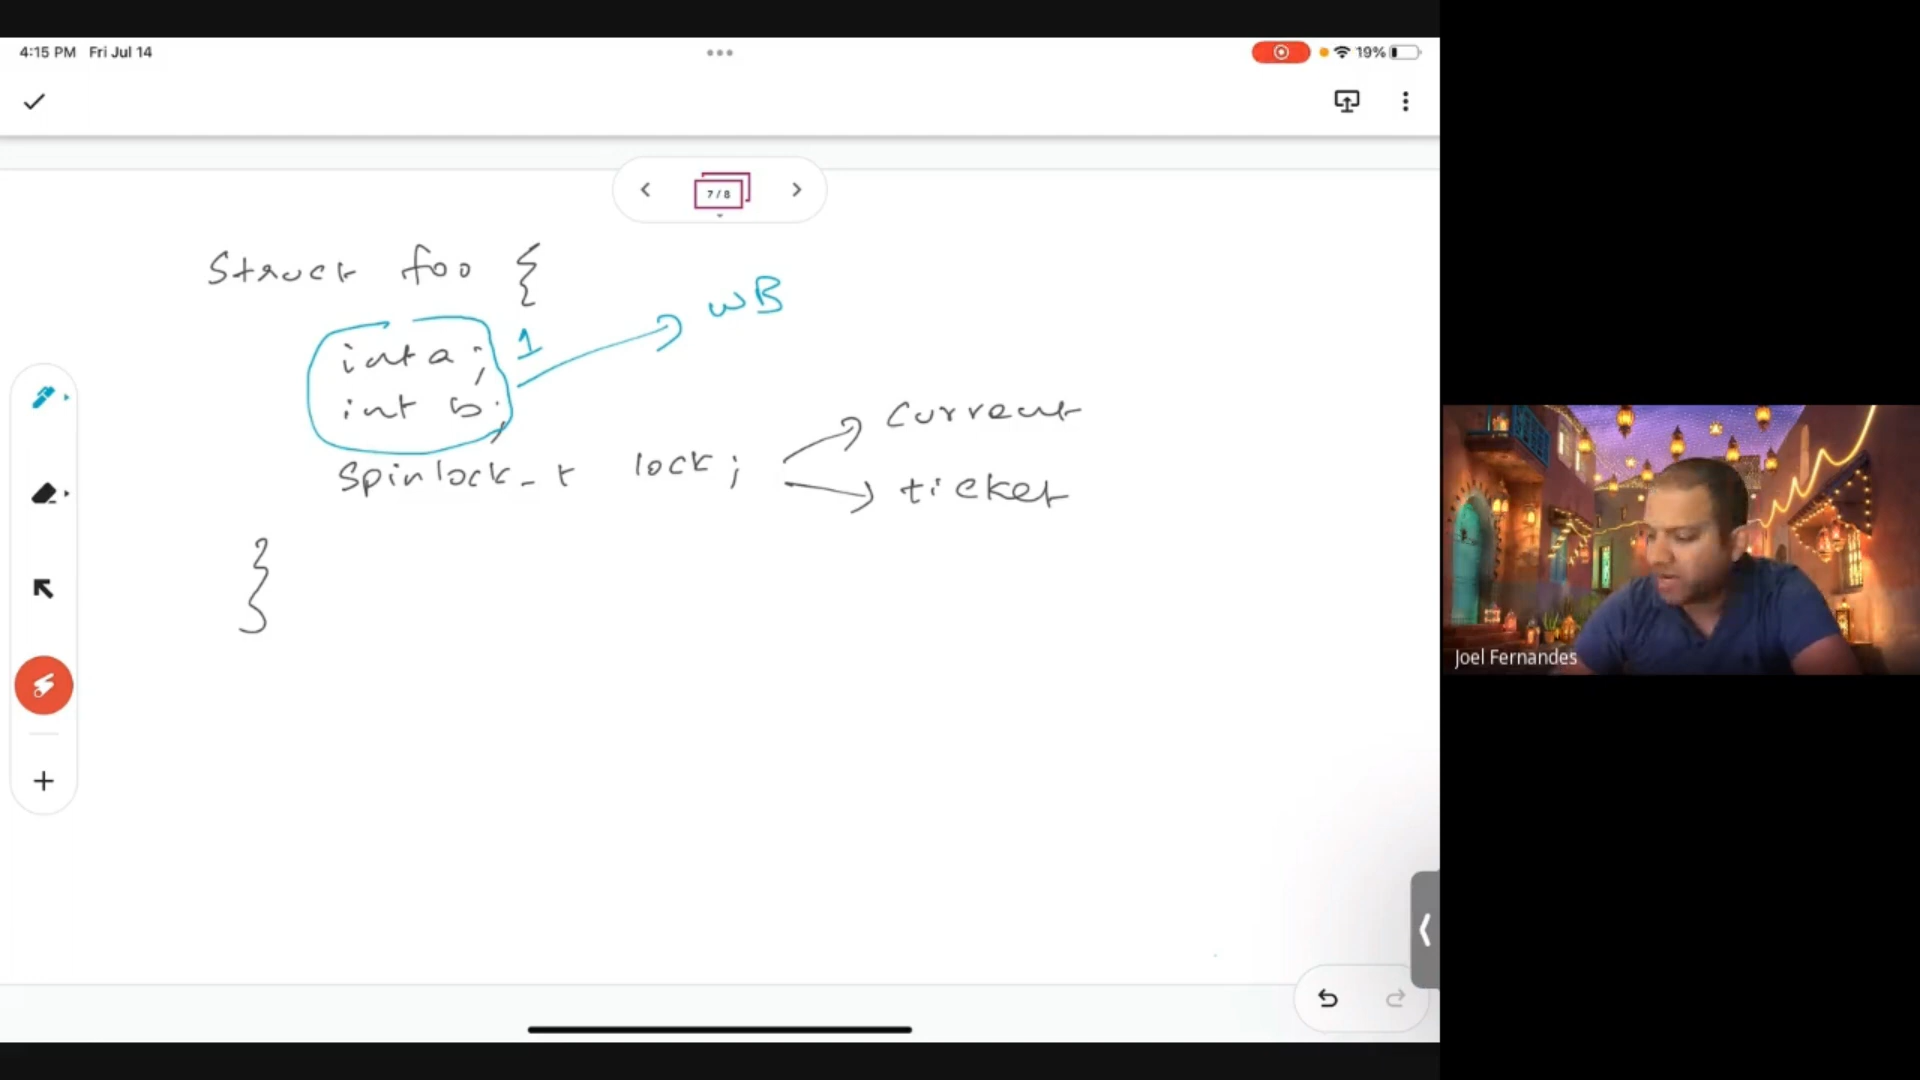 4:15 PM Fri Jul 14
19%
7 / 8
Struct foo {
int a; 1
wB
int b;
Spinlock_t lock;
Current
ticket
}
Joel Fernandes